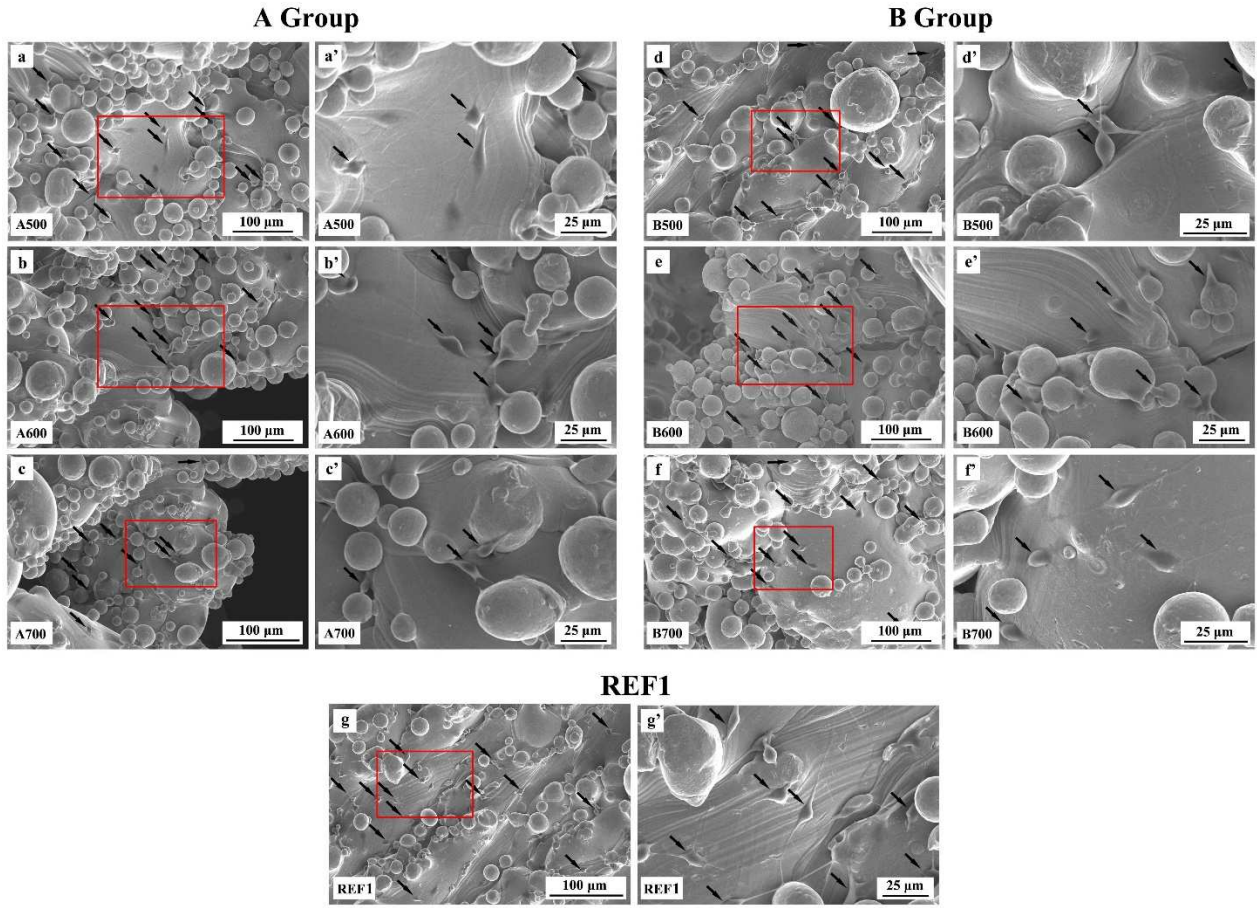 A Group
B Group
a
A500
100 µm
a’
A500
25 µm
d
B500
100 µm
d’
B500
25 µm
b
A600
100 µm
b’
A600
25 µm
e
B600
100 µm
e’
B600
25 µm
c
A700
100 µm
c’
A700
25 µm
f
B700
100 µm
f’
B700
25 µm
REF1
g
REF1
100 µm
g’
REF1
25 µm